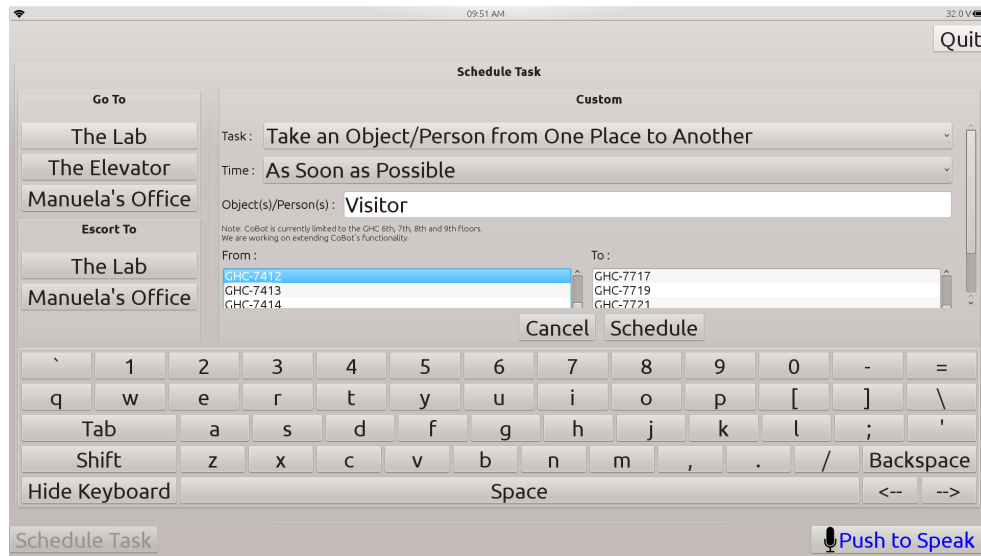 09:51 AM
32.0 V
Quit
Schedule Task
Go To
The Lab
The Elevator
Manuela's Office
Escort To
The Lab
Manuela's Office
Custom
Task : Take an Object/Person from One Place to Another
Time : As Soon as Possible
Object(s)/Person(s) : Visitor
Note: CoBot is currently limited to the GHC 6th, 7th, 8th and 9th floors.
We are working on extending CoBot's functionality.
From :
GHC-7412
GHC-7413
GHC-7414
To :
GHC-7717
GHC-7719
GHC-7721
Cancel Schedule
` 1 2 3 4 5 6 7 8 9 0 - =
q w e r t y u i o p [ ] \
Tab a s d f g h j k l ; '
Shift z x c v b n m , . / Backspace
Hide Keyboard Space <-- -->
Schedule Task
Push to Speak